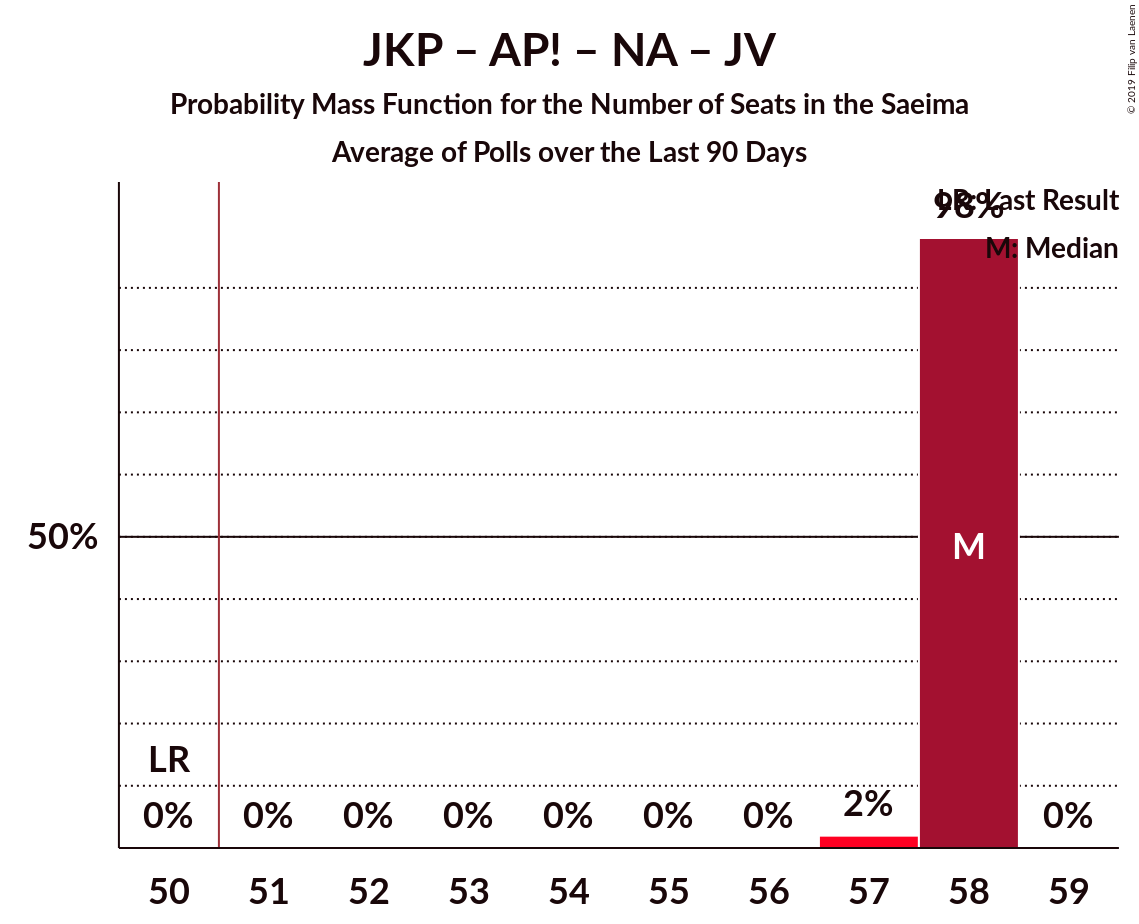 JKP – AP! – NA – JV
Probability Mass Function for the Number of Seats in the Saeima
Average of Polls over the Last 90 Days
© 2019 Filip van Laenen
98%
LR: Last Result
M: Median
50%
M
LR
0% 0% 0% 0% 0% 0% 0% 2% 0%
50 51 52 53 54 55 56 57 58 59